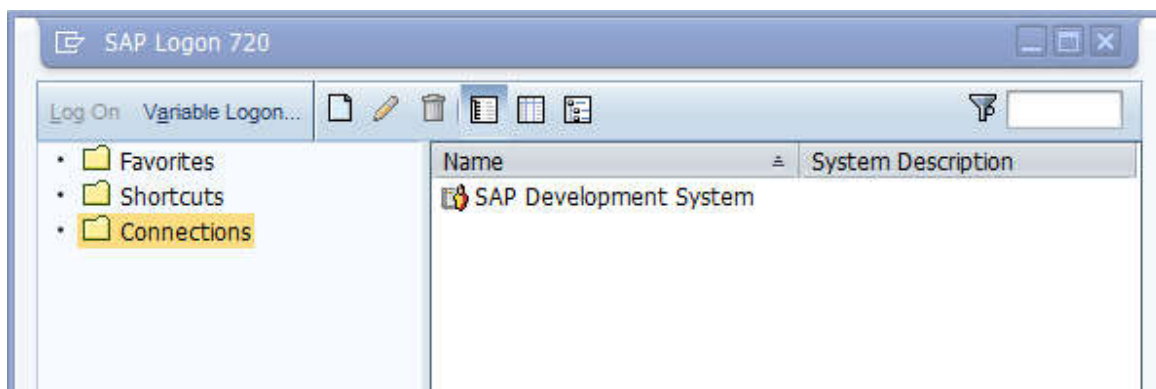 SAP Logon 720
Log On Variable Logon...
Favorites
Shortcuts
Connections
Name System Description
SAP Development System